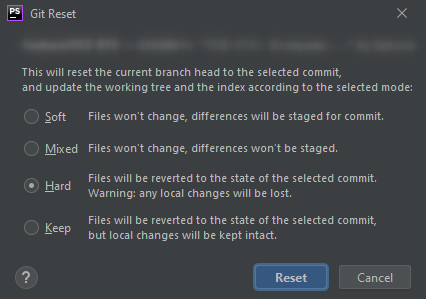 PS
Git Reset
This will reset the current branch head to the selected commit,
and update the working tree and the index according to the selected mode:
Soft Files won't change, differences will be staged for commit.
Mixed Files won't change, differences won't be staged.
Hard Files will be reverted to the state of the selected commit.
Warning: any local changes will be lost.
Keep Files will be reverted to the state of the selected commit,
but local changes will be kept intact.
? Reset Cancel